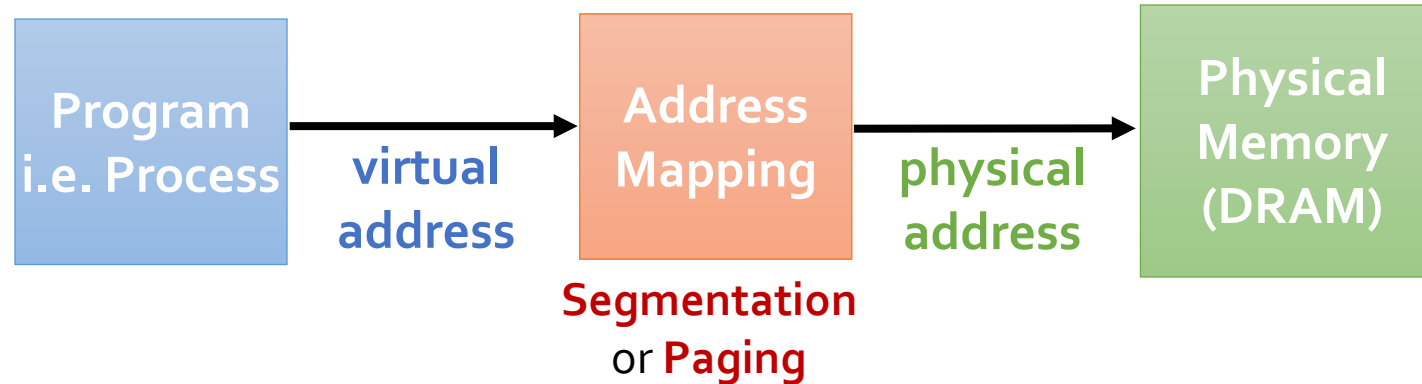 Program
i.e. Process
virtual
address
Address
Mapping
Segmentation
or Paging
physical
address
Physical
Memory
(DRAM)